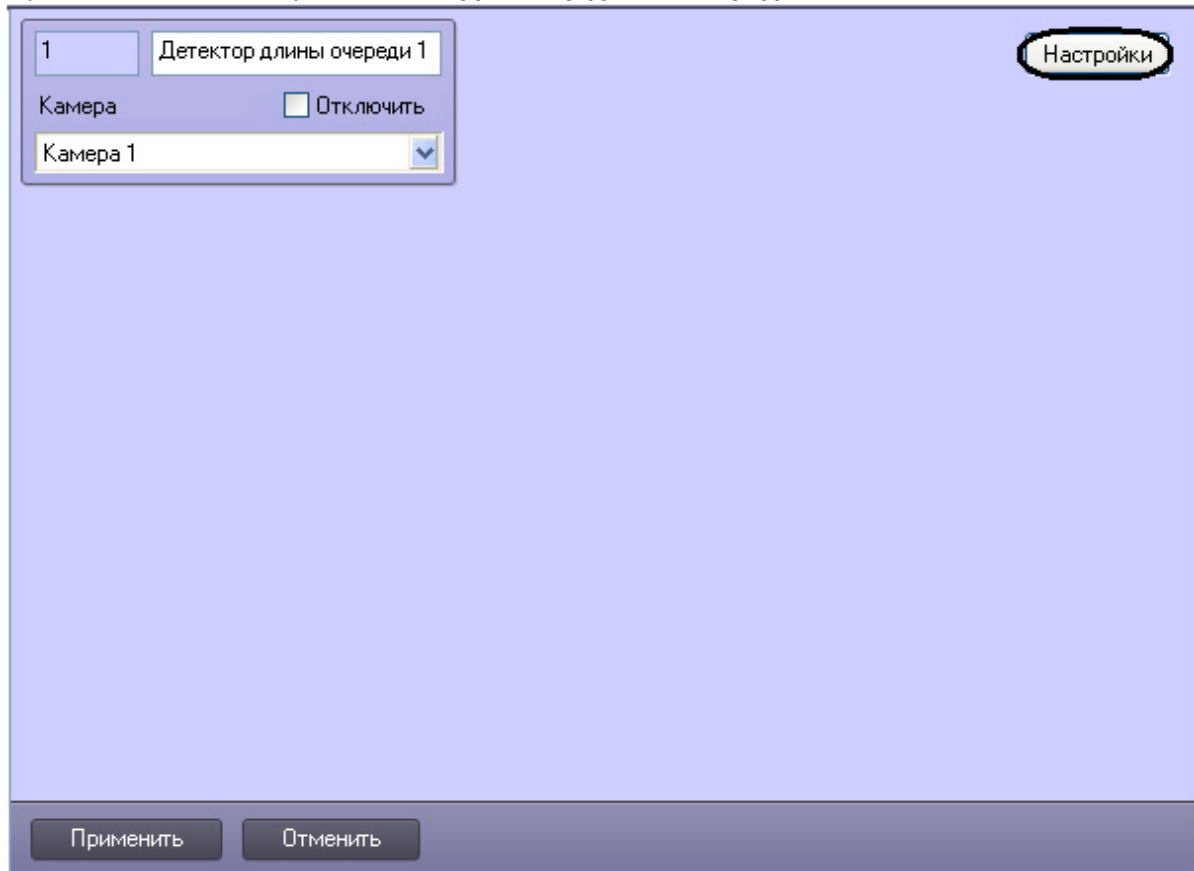 1
Детектор длины очереди 1
Настройки
Камера
Отключить
Камера 1
Применить
Отменить